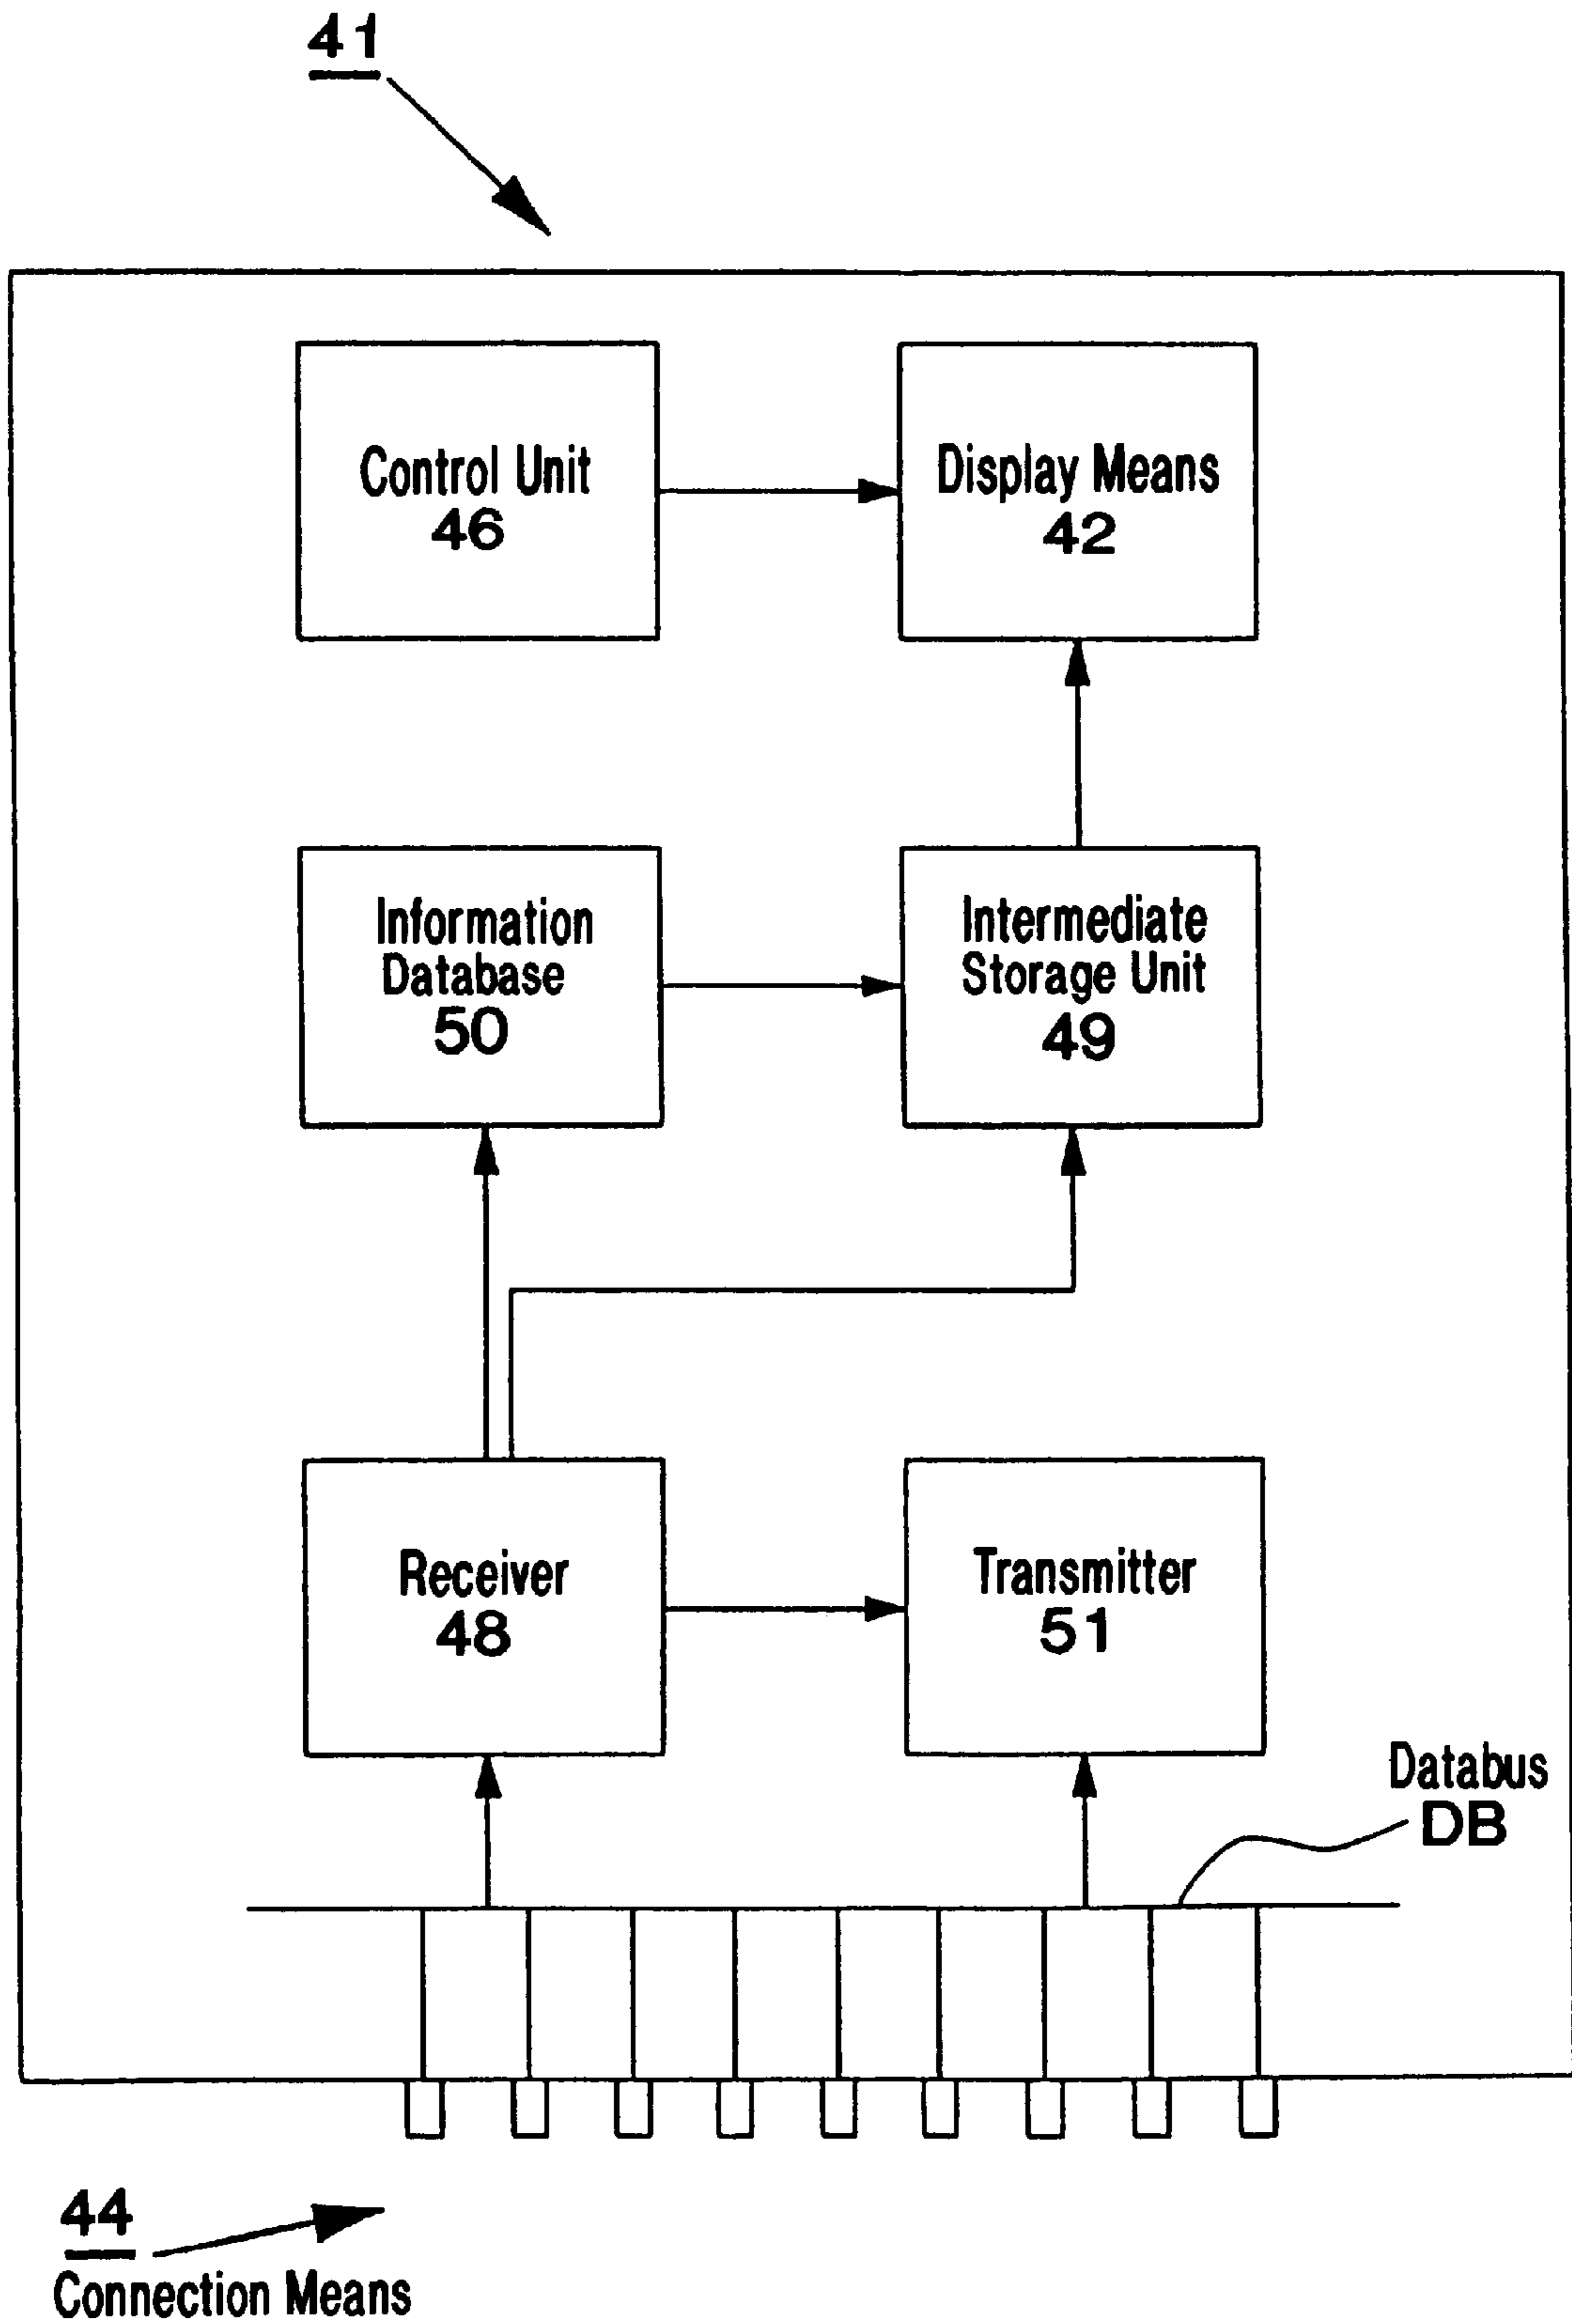 41
Control Unit
46
Display Means
42
Information
Database
50
Intermediate
Storage Unit
49
Receiver
48
Transmitter
51
Databus
DB
44
Connection Means